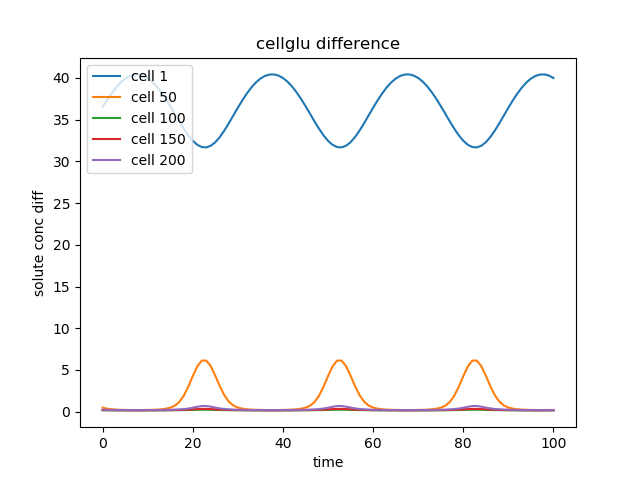 cellglu difference
cell 1
cell 50
cell 100
cell 150
cell 200
solute conc diff
40
35
30
25
20
15
10
5
0
0 20 40 60 80 100
time